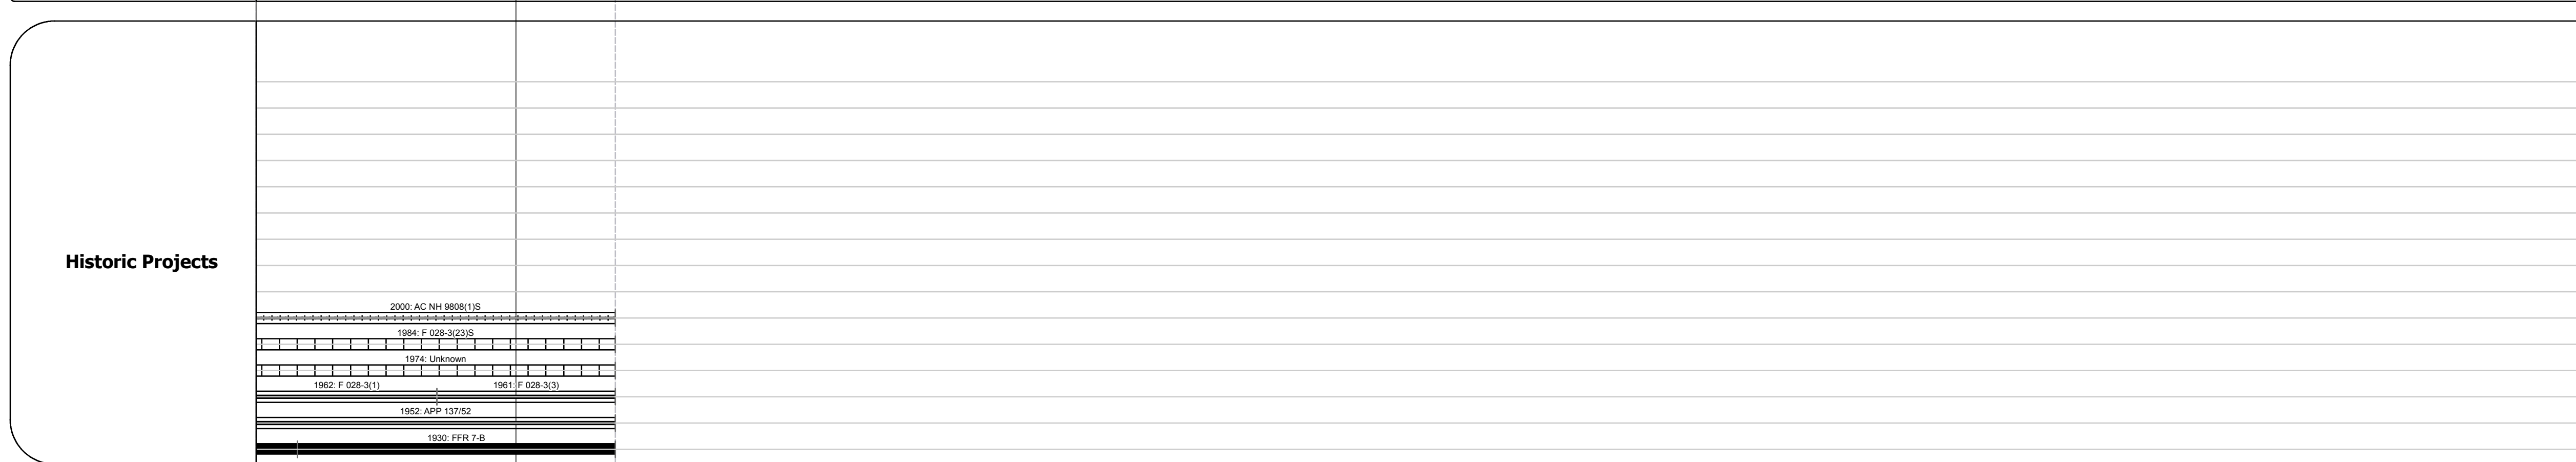 Historic Projects
2000: AC NH 9808(1)S
1984: F 028-3(23)S
1974: Unknown
1962: F 028-3(1)
1961: F 028-3(3)
1952: APP 137/52
1930: FFR 7-B